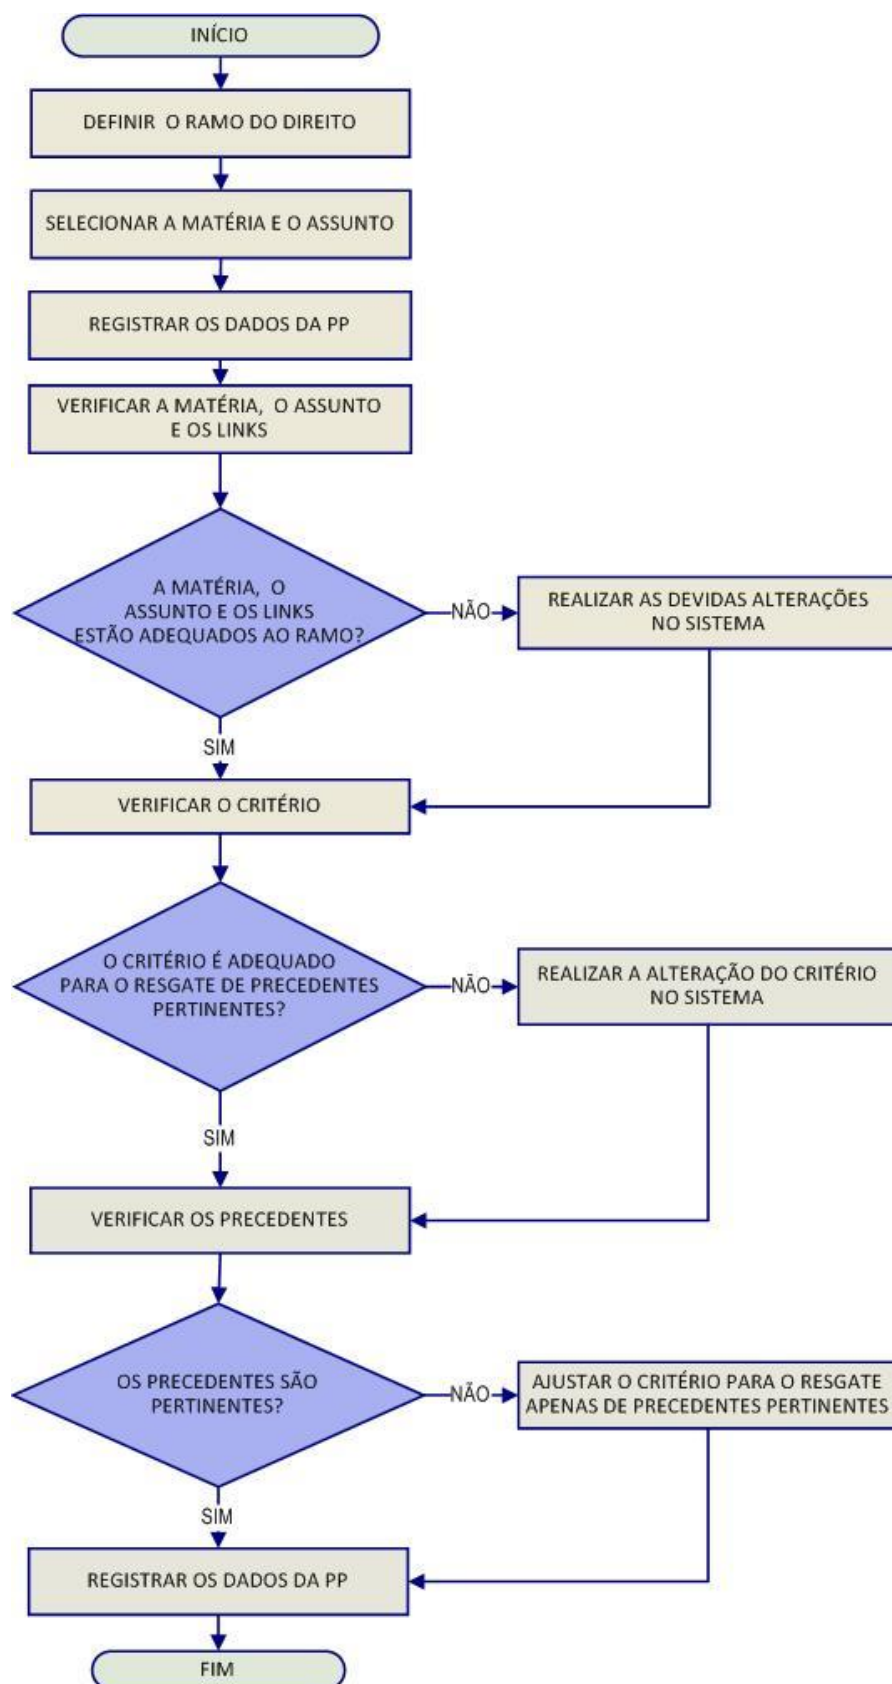 INÍCIO
DEFINIR O RAMO DO DIREITO
SELECIONAR A MATÉRIA E O ASSUNTO
REGISTRAR OS DADOS DA PP
VERIFICAR A MATÉRIA, O ASSUNTO
E OS LINKS
A MATÉRIA, O
ASSUNTO E OS LINKS
ESTÃO ADEQUADOS AO RAMO?
NÃO
REALIZAR AS DEVIDAS ALTERAÇÕES
NO SISTEMA
SIM
VERIFICAR O CRITÉRIO
O CRITÉRIO É ADEQUADO
PARA O RESGATE DE PRECEDENTES
PERTINENTES?
NÃO
REALIZAR A ALTERAÇÃO DO CRITÉRIO
NO SISTEMA
SIM
VERIFICAR OS PRECEDENTES
OS PRECEDENTES SÃO
PERTINENTES?
NÃO
AJUSTAR O CRITÉRIO PARA O RESGATE
APENAS DE PRECEDENTES PERTINENTES
SIM
REGISTRAR OS DADOS DA PP
FIM